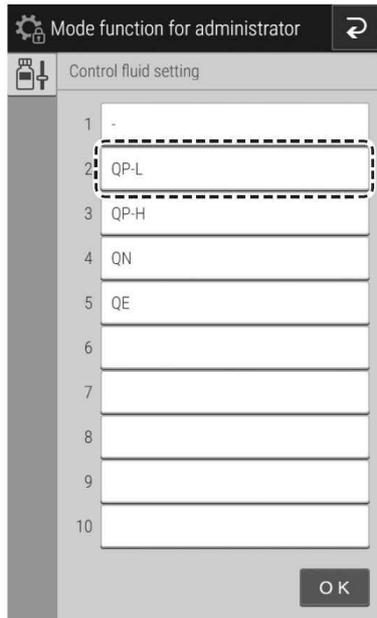 Mode function for administrator
Control fluid setting
1 -
2 QP-L
3 QP-H
4 QN
5 QE
6
7
8
9
10
OK